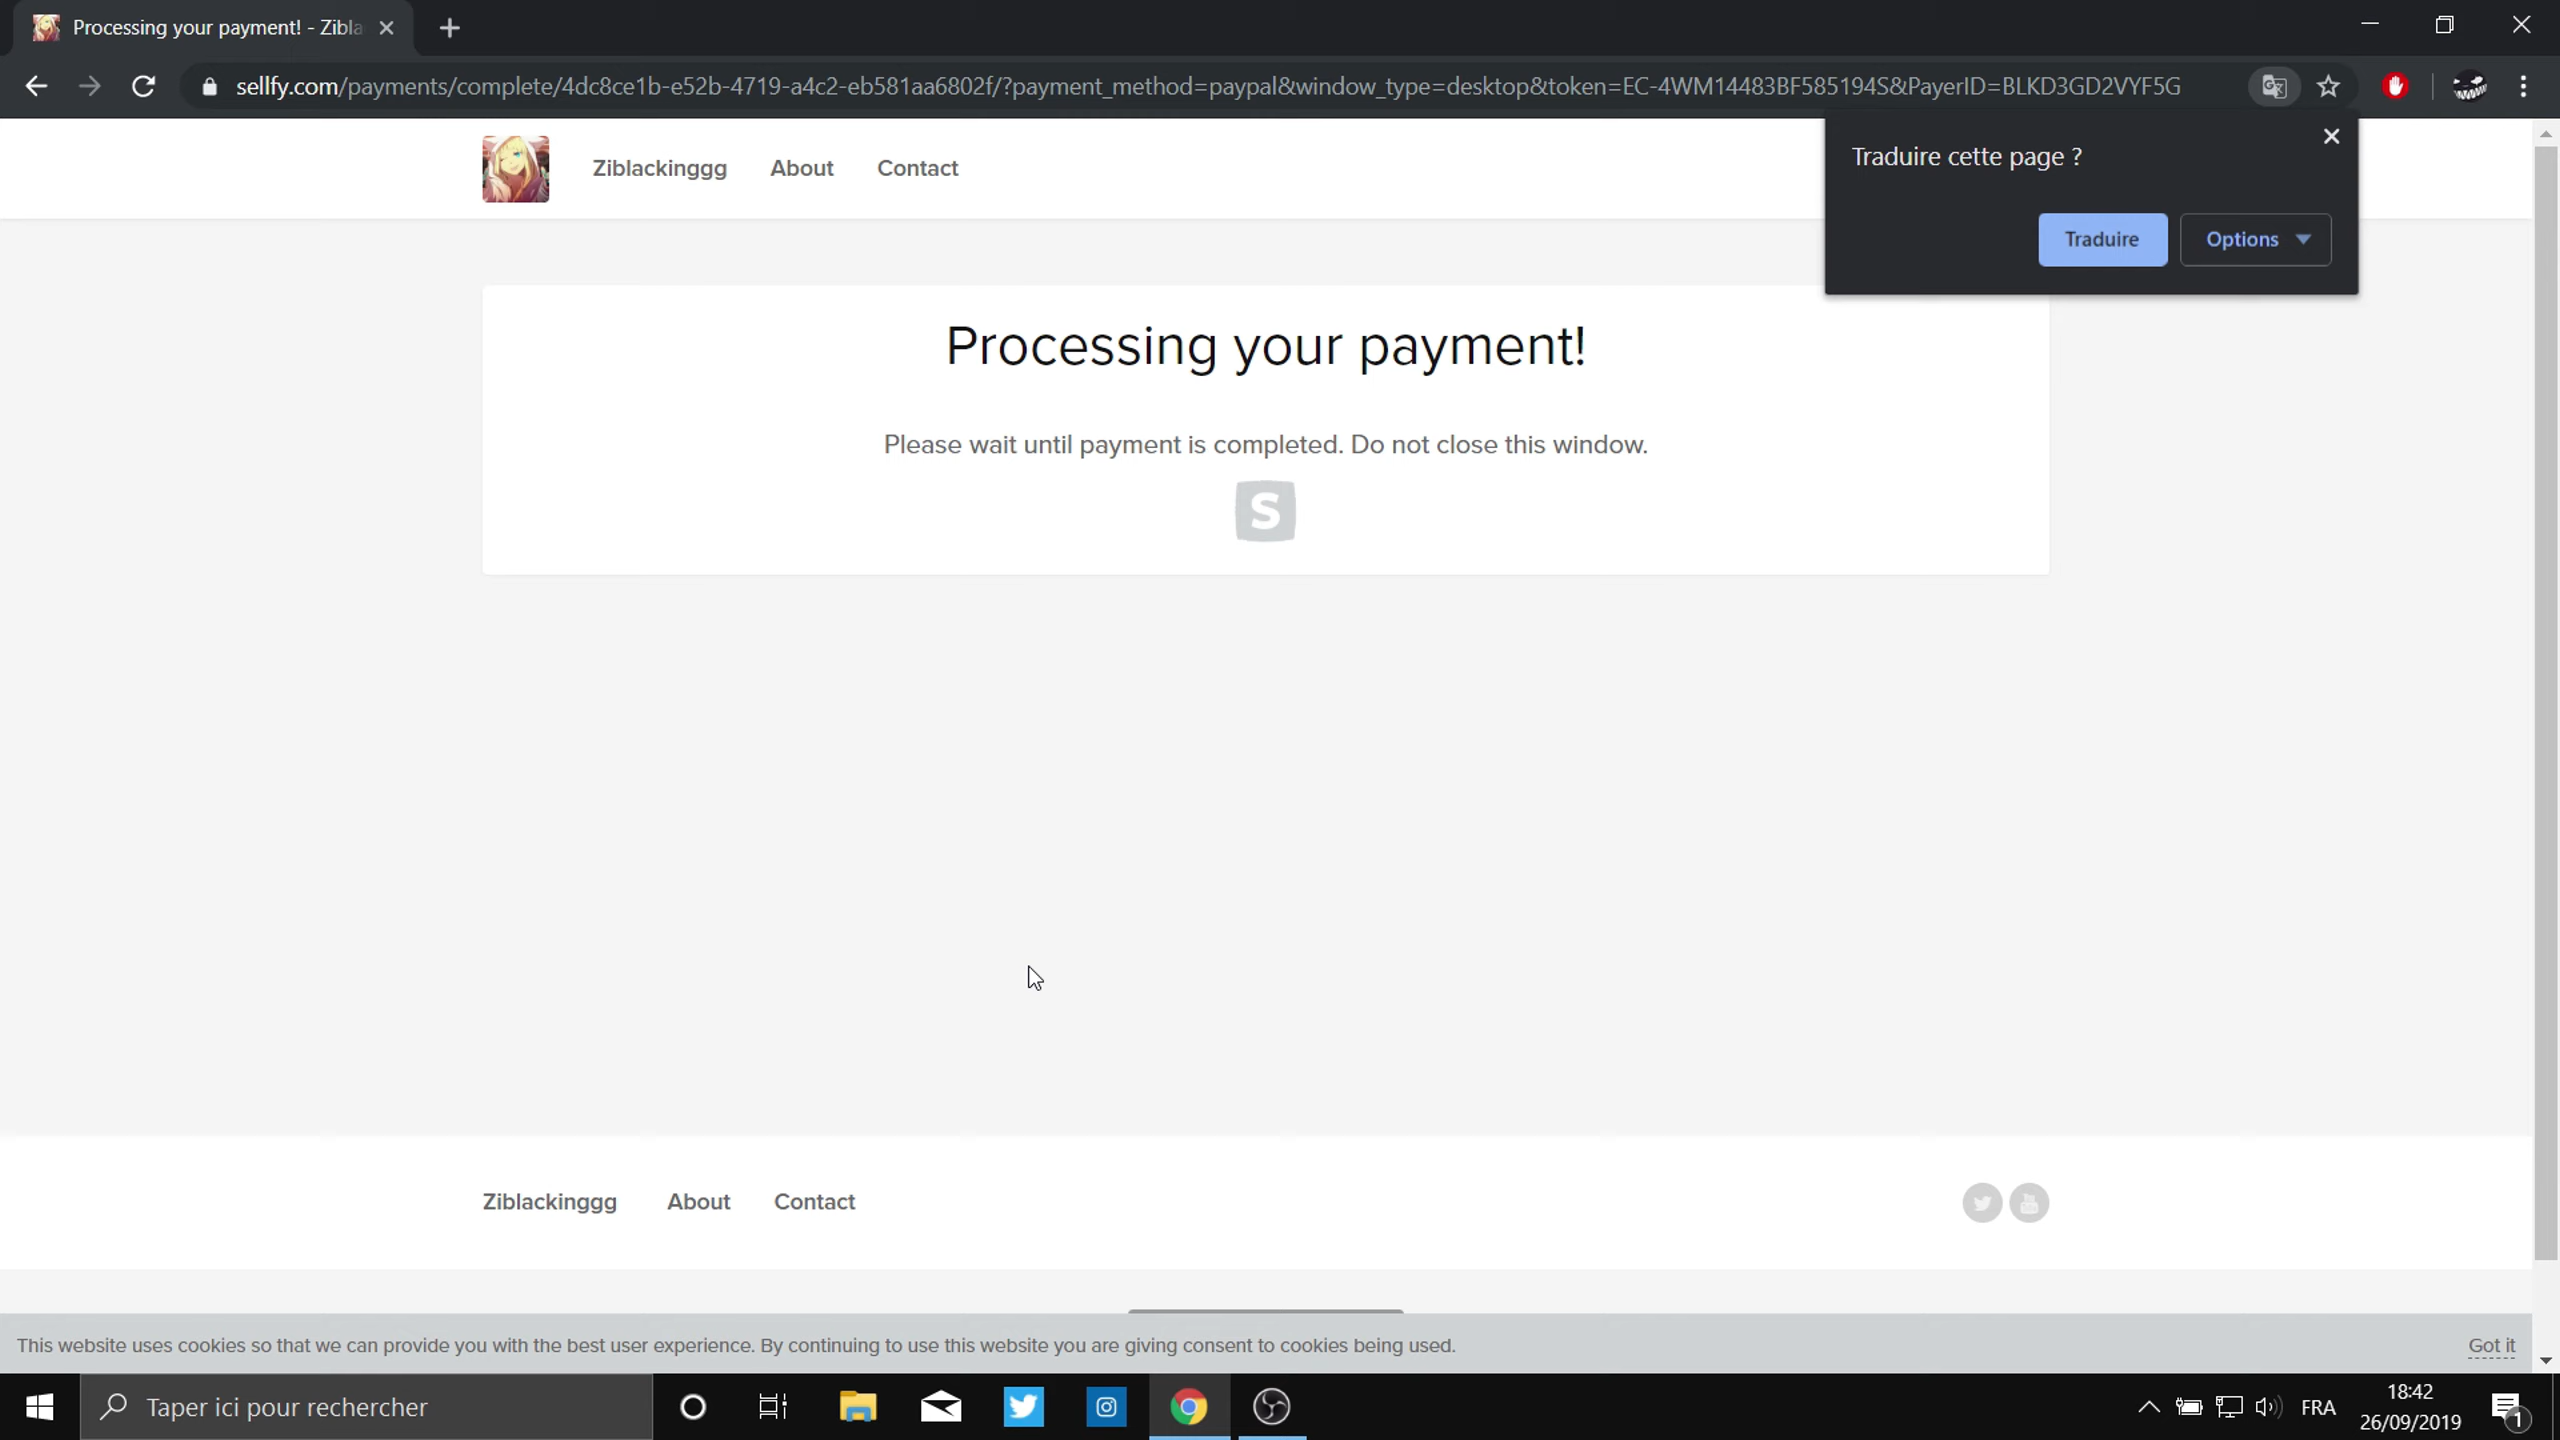 Processing your payment! - Zibla
sellfy.com/payments/complete/4dc8ce1b-e52b-4719-a4c2-eb581aa6802f/?payment_method=paypal&window_type=desktop&token=EC-4WM14483BF585194S&PayerID=BLKD3GD2VYF5G
Ziblackinggg About Contact
Traduire cette page ?
Traduire Options
Processing your payment!
Please wait until payment is completed. Do not close this window.
S
Ziblackinggg About Contact
This website uses cookies so that we can provide you with the best user experience. By continuing to use this website you are giving consent to cookies being used. Got it
Taper ici pour rechercher
FRA
18:42
26/09/2019
1